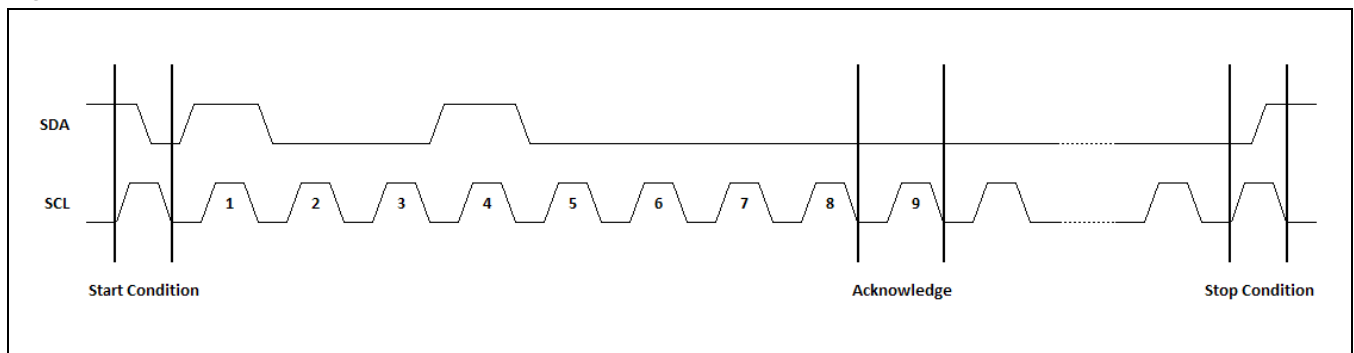 SDA
SCL 1 2 3 4 5 6 7 8 9
Start Condition Acknowledge Stop Condition